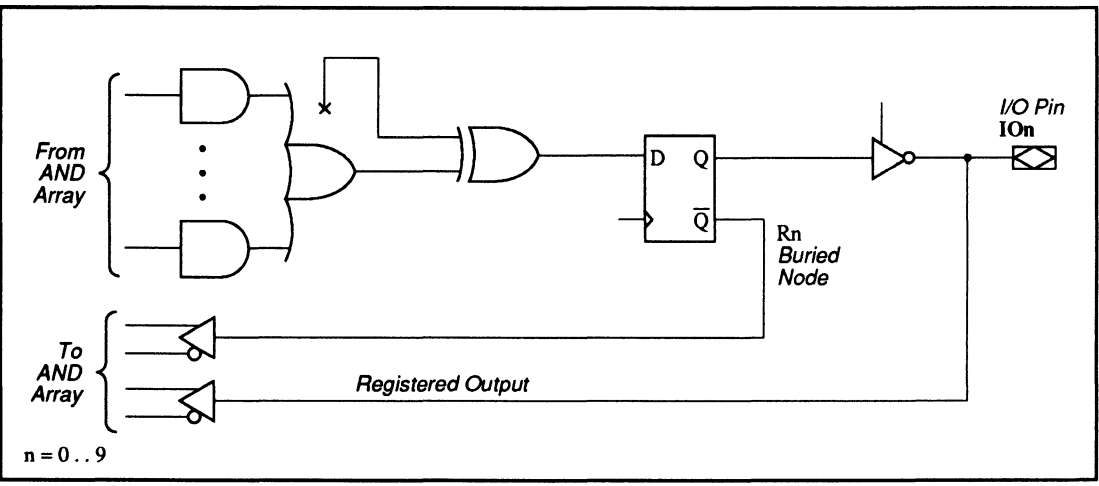 From
AND
Array
D Q
Q̅
Rn
Buried
Node
I/O Pin
IOn
To
AND
Array
Registered Output
n = 0 . . 9